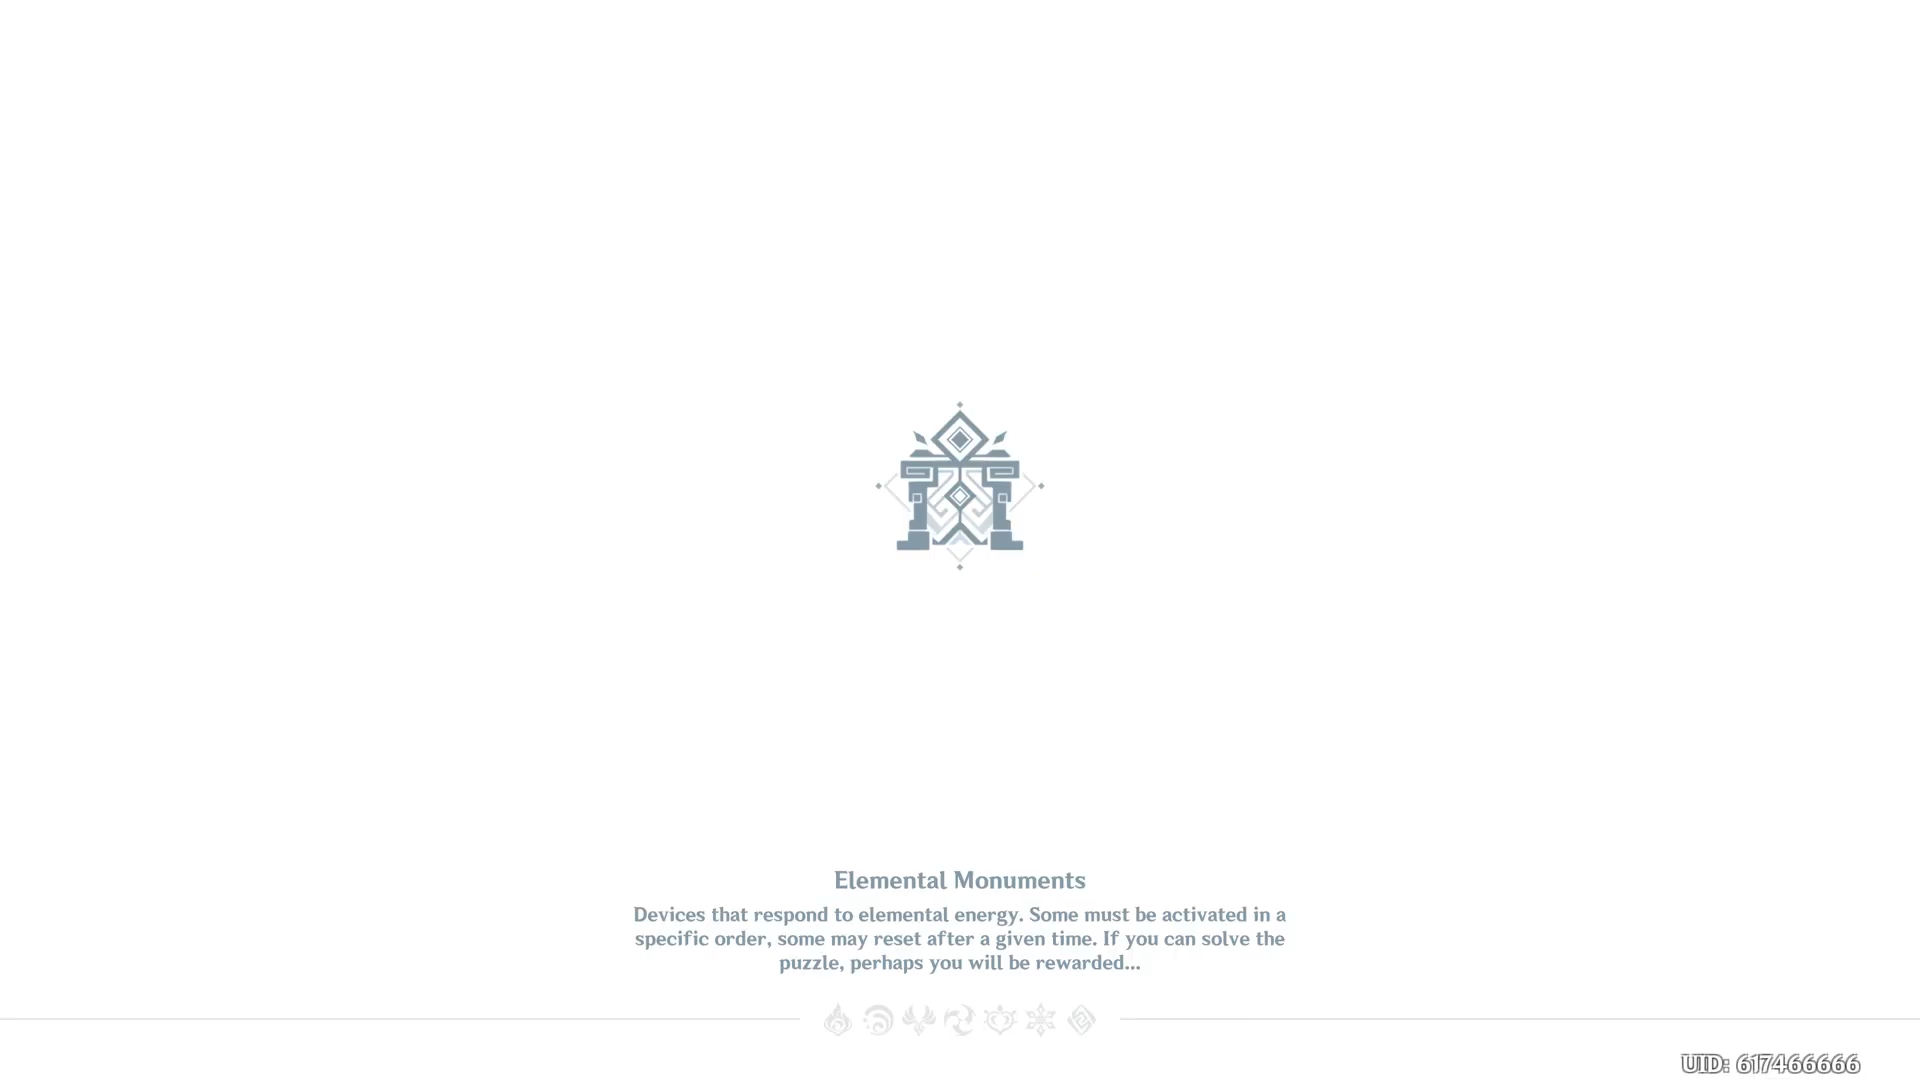 Elemental Monuments
Devices that respond to elemental energy. Some must be activated in a
specific order, some may reset after a given time. If you can solve the
puzzle, perhaps you will be rewarded...
UID: 617466666